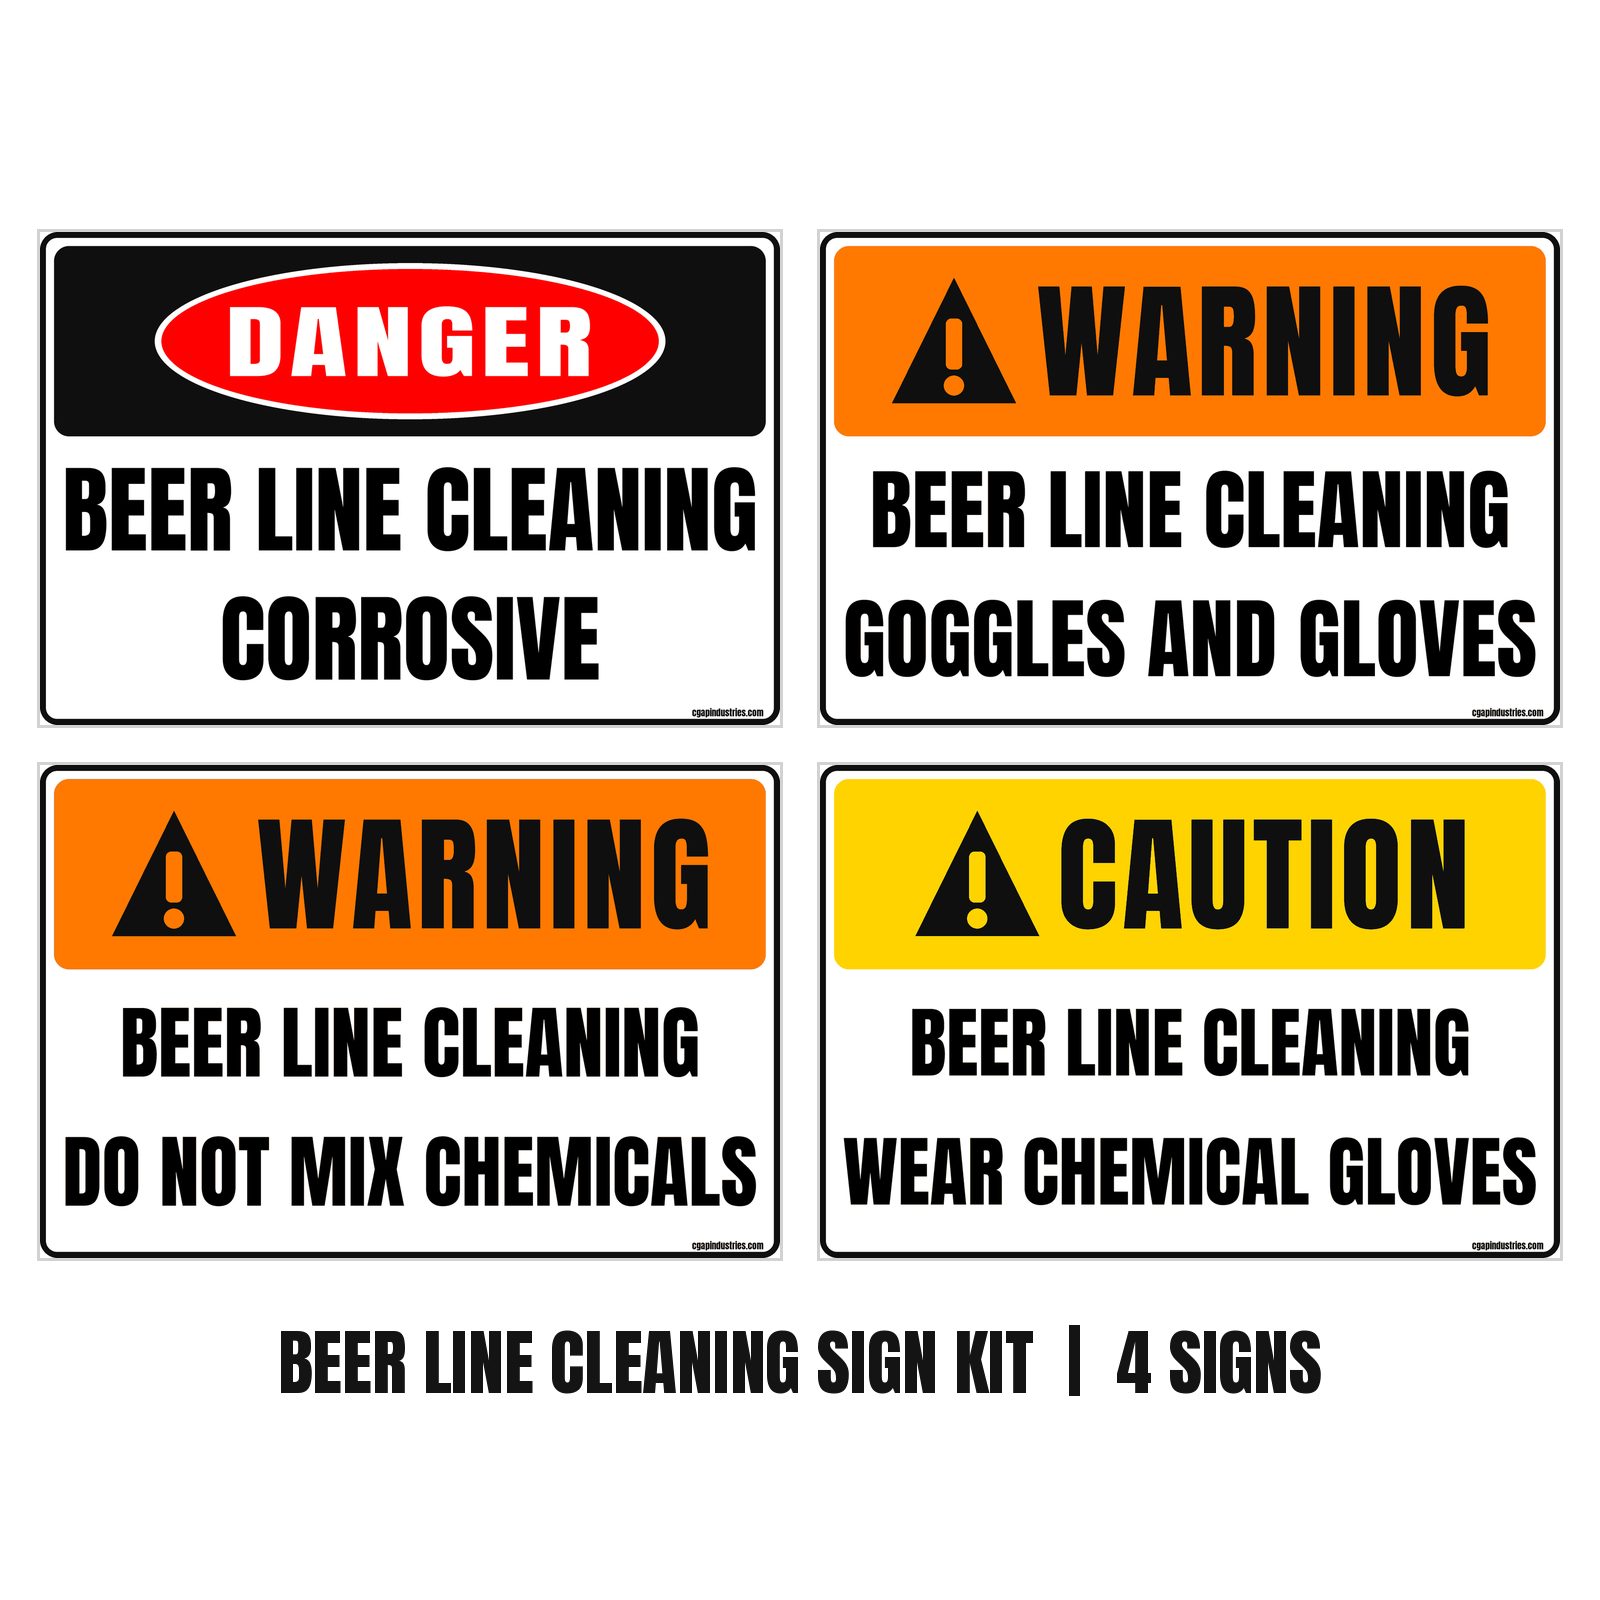 DANGER
BEER LINE CLEANING
CORROSIVE
cgapindustries.com
WARNING
BEER LINE CLEANING
GOGGLES AND GLOVES
cgapindustries.com
WARNING
BEER LINE CLEANING
DO NOT MIX CHEMICALS
cgapindustries.com
CAUTION
BEER LINE CLEANING
WEAR CHEMICAL GLOVES
cgapindustries.com
BEER LINE CLEANING SIGN KIT | 4 SIGNS